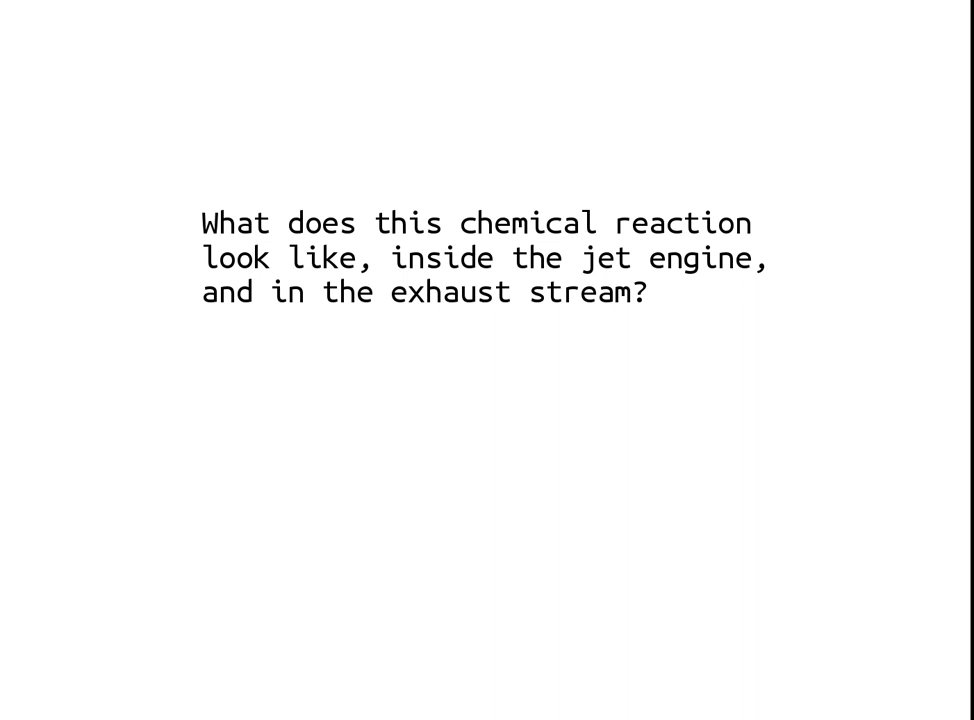 What does this chemical reaction
look like, inside the jet engine,
and in the exhaust stream?